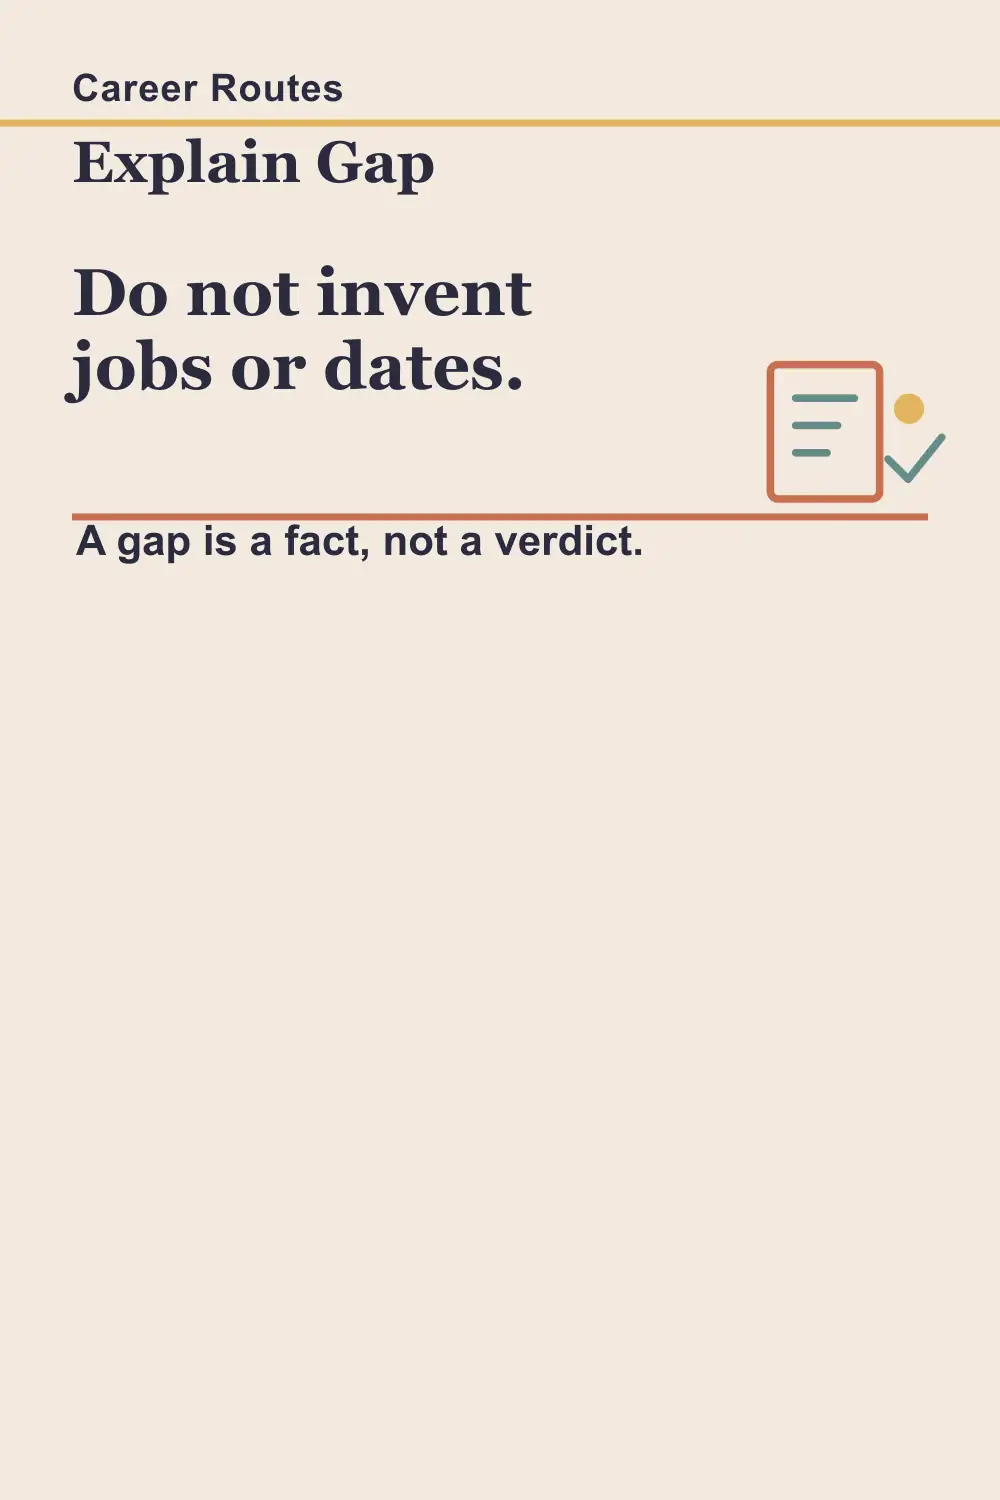 Career Routes
Explain Gap
Do not invent
jobs or dates.
A gap is a fact, not a verdict.